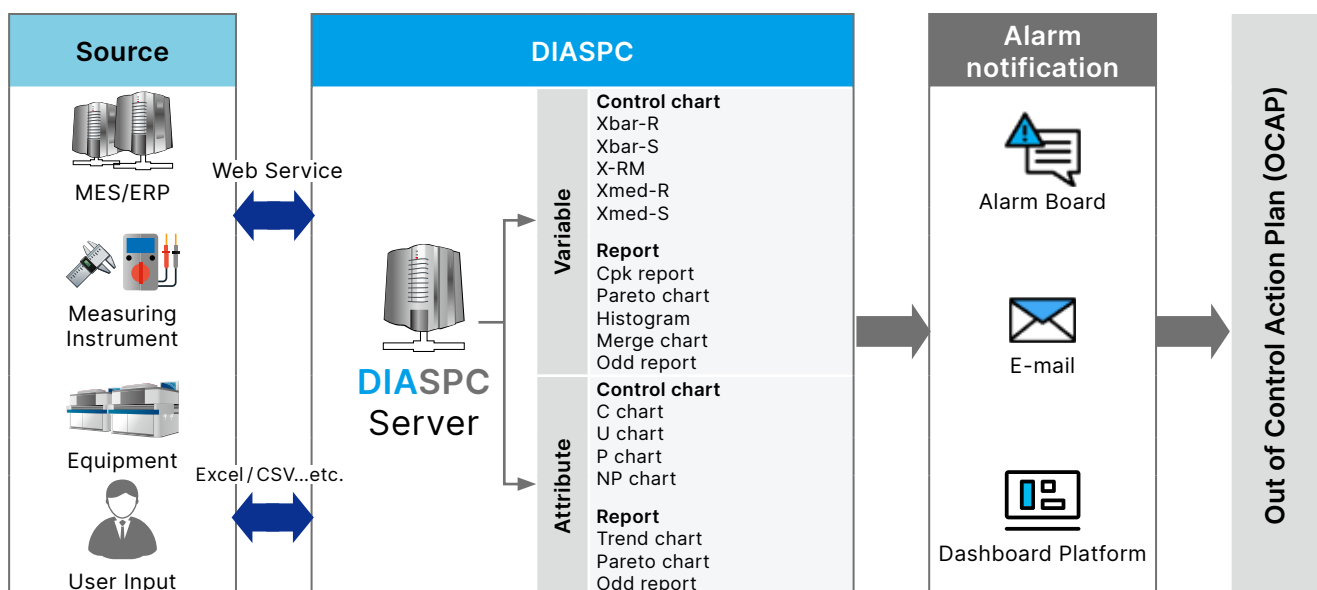 Source
MES/ERP
Measuring
Instrument
Equipment
User Input
Web Service
Excel/CSV...etc.
DIASPC
DIASPC
Server
Variable
Control chart
Xbar-R
Xbar-S
X-RM
Xmed-R
Xmed-S
Report
Cpk report
Pareto chart
Histogram
Merge chart
Odd report
Attribute
Control chart
C chart
U chart
P chart
NP chart
Report
Trend chart
Pareto chart
Odd report
Alarm
notification
Alarm Board
E-mail
Dashboard Platform
Out of Control Action Plan (OCAP)